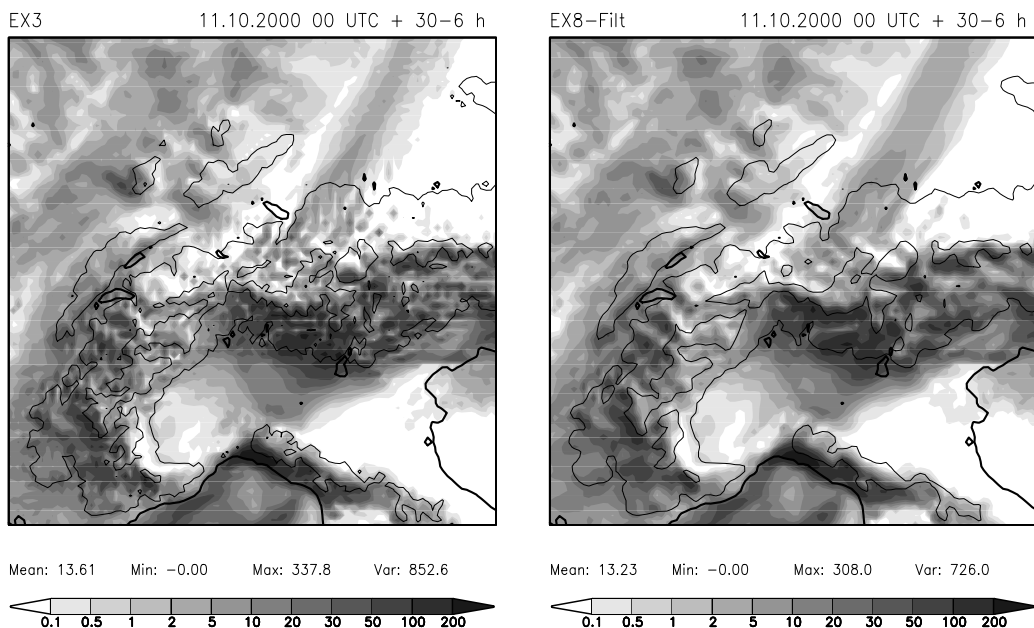 EX3 11.10.2000 00 UTC + 30-6 h
Mean: 13.61 Min: -0.00 Max: 337.8 Var: 852.6
0.1 0.5 1 2 5 10 20 30 50 100 200
EX8-Filt 11.10.2000 00 UTC + 30-6 h
Mean: 13.23 Min: -0.00 Max: 308.0 Var: 726.0
0.1 0.5 1 2 5 10 20 30 50 100 200